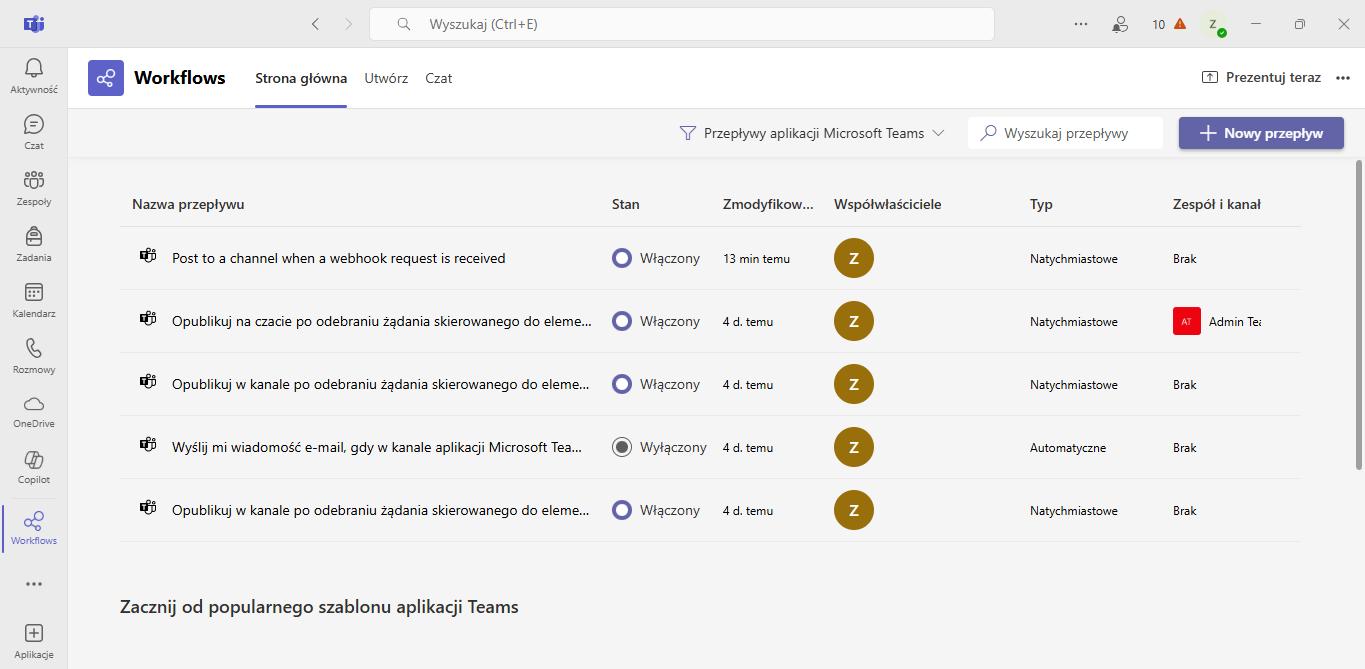 Wyszukaj (Ctrl+E)
10
Z
Aktywność
Czat
Zespoły
Zadania
Kalendarz
Rozmowy
OneDrive
Copilot
Workflows
Aplikacje
Workflows
Strona główna
Utwórz
Czat
Prezentuj teraz
Przepływy aplikacji Microsoft Teams
Wyszukaj przepływy
Nowy przepływ
Nazwa przepływu Stan Zmodyfikow... Współwłaściciele Typ Zespół i kanał
Post to a channel when a webhook request is received Włączony 13 min temu Z Natychmiastowe Brak
Opublikuj na czacie po odebraniu żądania skierowanego do eleme... Włączony 4 d. temu Z Natychmiastowe AT Admin Tea
Opublikuj w kanale po odebraniu żądania skierowanego do eleme... Włączony 4 d. temu Z Natychmiastowe Brak
Wyślij mi wiadomość e-mail, gdy w kanale aplikacji Microsoft Tea... Wyłączony 4 d. temu Z Automatyczne Brak
Opublikuj w kanale po odebraniu żądania skierowanego do eleme... Włączony 4 d. temu Z Natychmiastowe Brak
Zacznij od popularnego szablonu aplikacji Teams